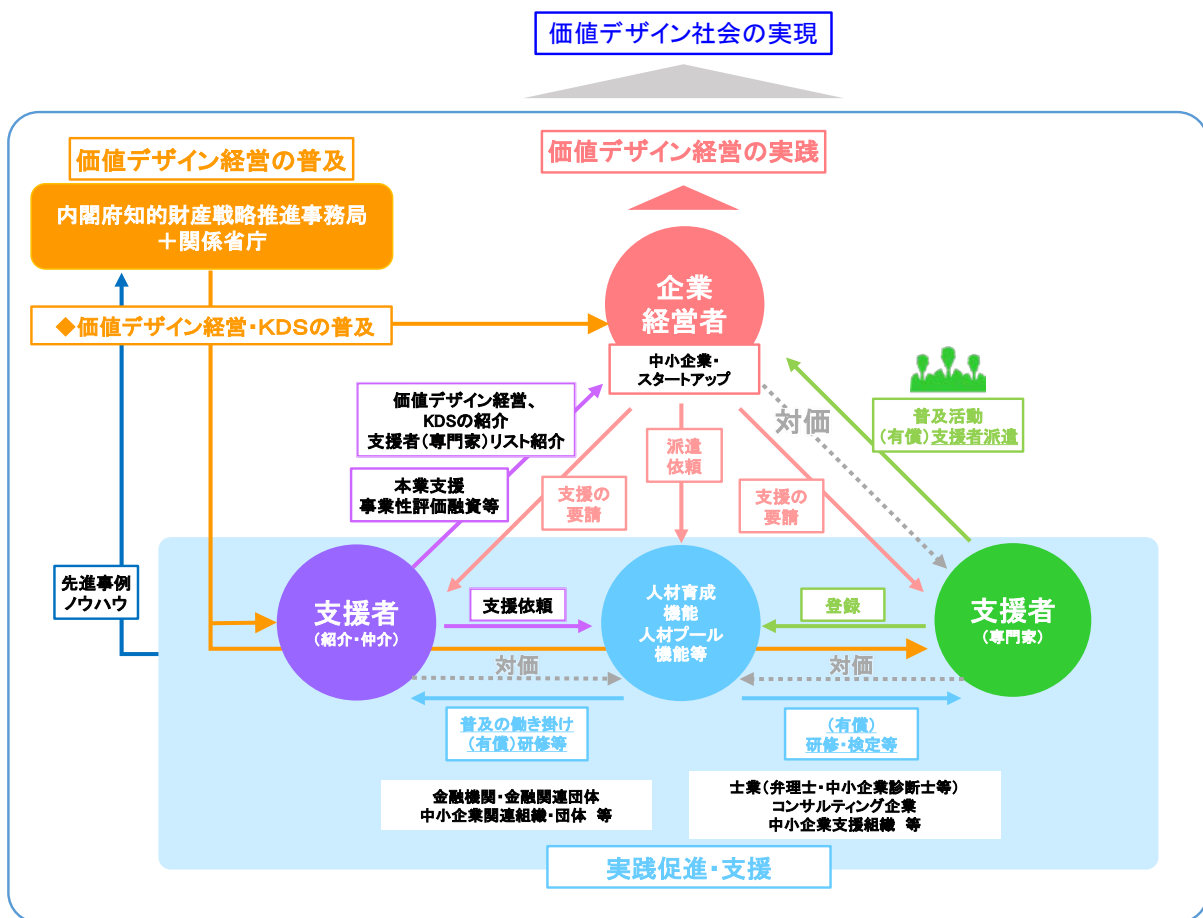 価値デザイン社会の実現
価値デザイン経営の普及
価値デザイン経営の実践
内閣府知的財産戦略推進事務局
＋関係省庁
◆価値デザイン経営・KDSの普及
企業
経営者
中小企業・
スタートアップ
価値デザイン経営、
KDSの紹介
支援者（専門家）リスト紹介
本業支援
事業性評価融資等
支援の
要請
派遣
依頼
支援の
要請
対価
普及活動
（有償）支援者派遣
先進事例
ノウハウ
支援者
（紹介・仲介）
支援依頼
人材育成
機能
人材プール
機能等
登録
支援者
（専門家）
対価
対価
普及の働き掛け
（有償）研修等
（有償）
研修・検定等
金融機関・金融関連団体
中小企業関連組織・団体　等
士業（弁理士・中小企業診断士等）
コンサルティング企業
中小企業支援組織　等
実践促進・支援